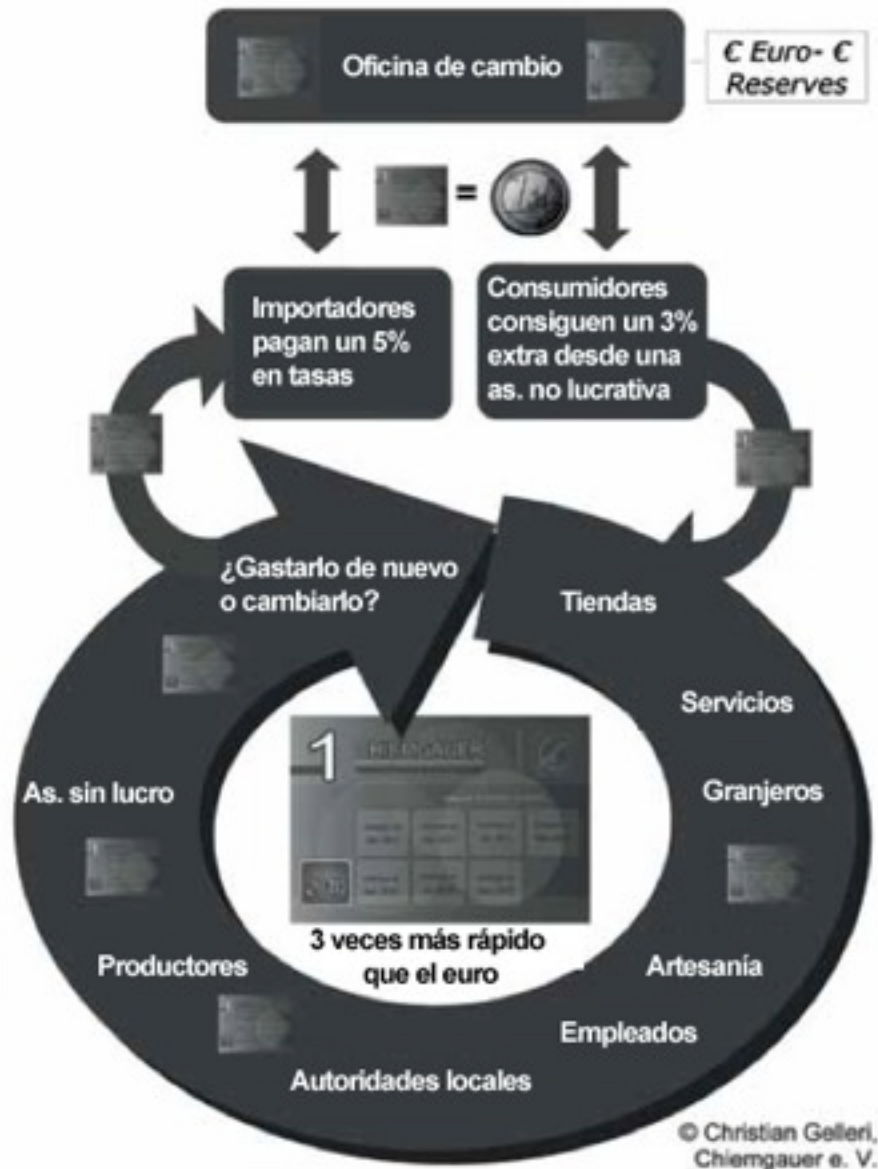 Oficina de cambio
€ Euro- €
Reserves
=
Importadores
pagan un 5%
en tasas
Consumidores
consiguen un 3%
extra desde una
as. no lucrativa
¿Gastarlo de nuevo
o cambiarlo?
Tiendas
Servicios
Granjeros
Artesanía
Empleados
Autoridades locales
Productores
As. sin lucro
1
3 veces más rápido
que el euro
© Christian Gelleri,
Chiemgauer e. V.